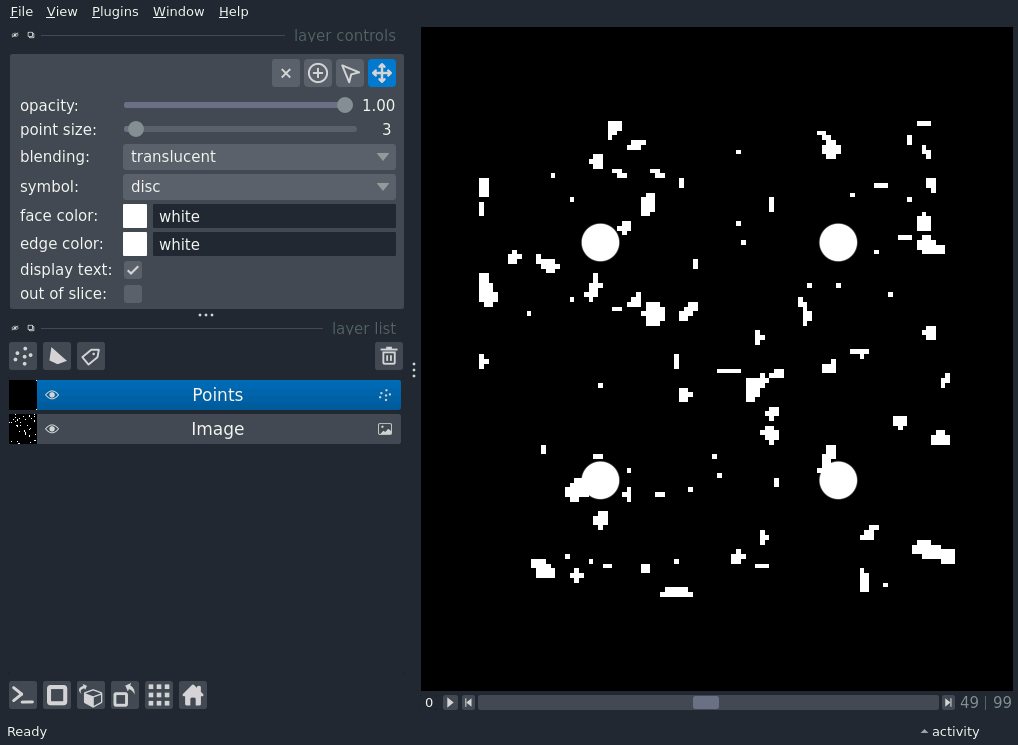 File View Plugins Window Help
layer controls
opacity: 1.00
point size: 3
blending: translucent
symbol: disc
face color: white
edge color: white
display text:
out of slice:
layer list
Points
Image
0 49 | 99
Ready activity